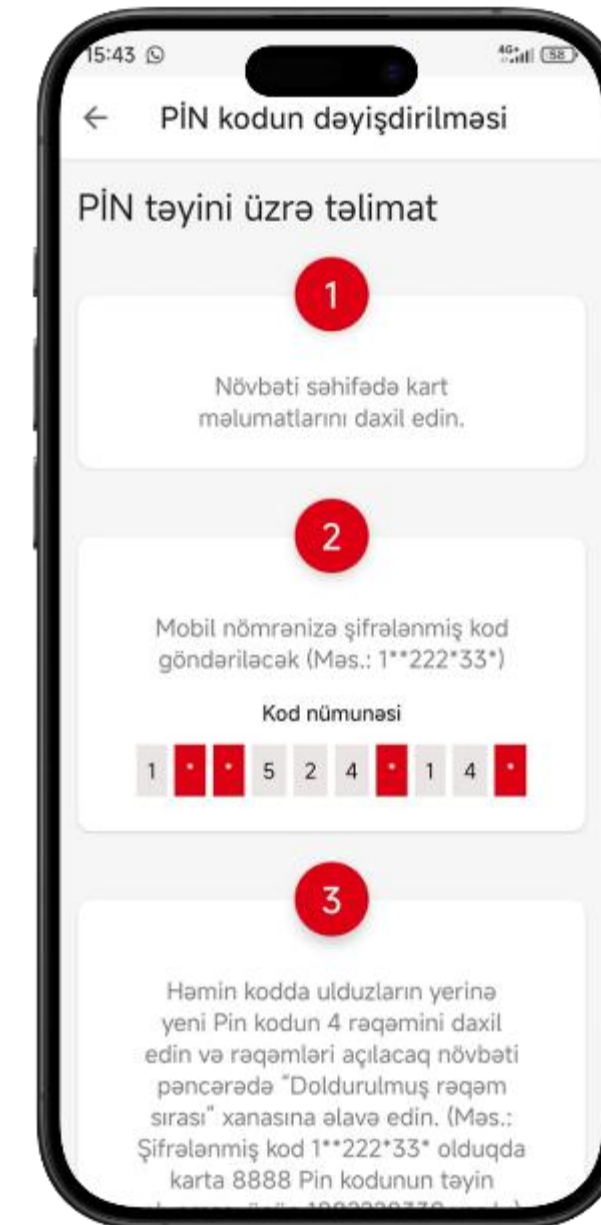 15:43
4G+ 58
PİN kodun dəyişdirilməsi
PİN təyini üzrə təlimat
1
Növbəti səhifədə kart
məlumatlarını daxil edin.
2
Mobil nömrənizə şifrələnmiş kod
göndəriləcək (Məs.: 1**222*33*)
Kod nümunəsi
1 * * 5 2 4 * 1 4 *
3
Həmin kodda ulduzların yerinə
yeni Pin kodun 4 rəqəmini daxil
edin və rəqəmləri açılacaq növbəti
pəncərədə "Doldurulmuş rəqəm
sırası" xanasına əlavə edin. (Məs.:
Şifrələnmiş kod 1**222*33* olduqda
karta 8888 Pin kodunun təyin